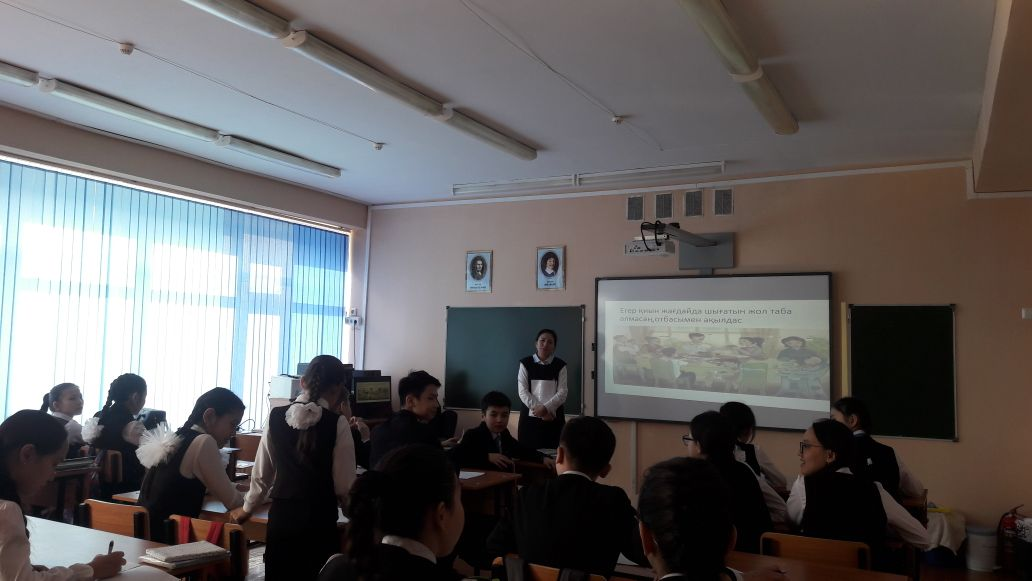 Егер қиын жағдайда шығатын жол таба
алмасаң,отбасымен ақылдас